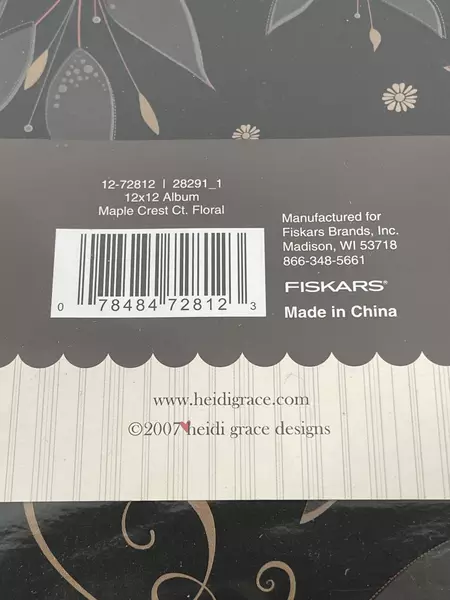 12-72812 | 28291_1
12x12 Album
Maple Crest Ct. Floral
0 78484 72812 3
Manufactured for
Fiskars Brands, Inc.
Madison, WI 53718
866-348-5661
FISKARS®
Made in China
www.heidigrace.com
©2007 heidi grace designs